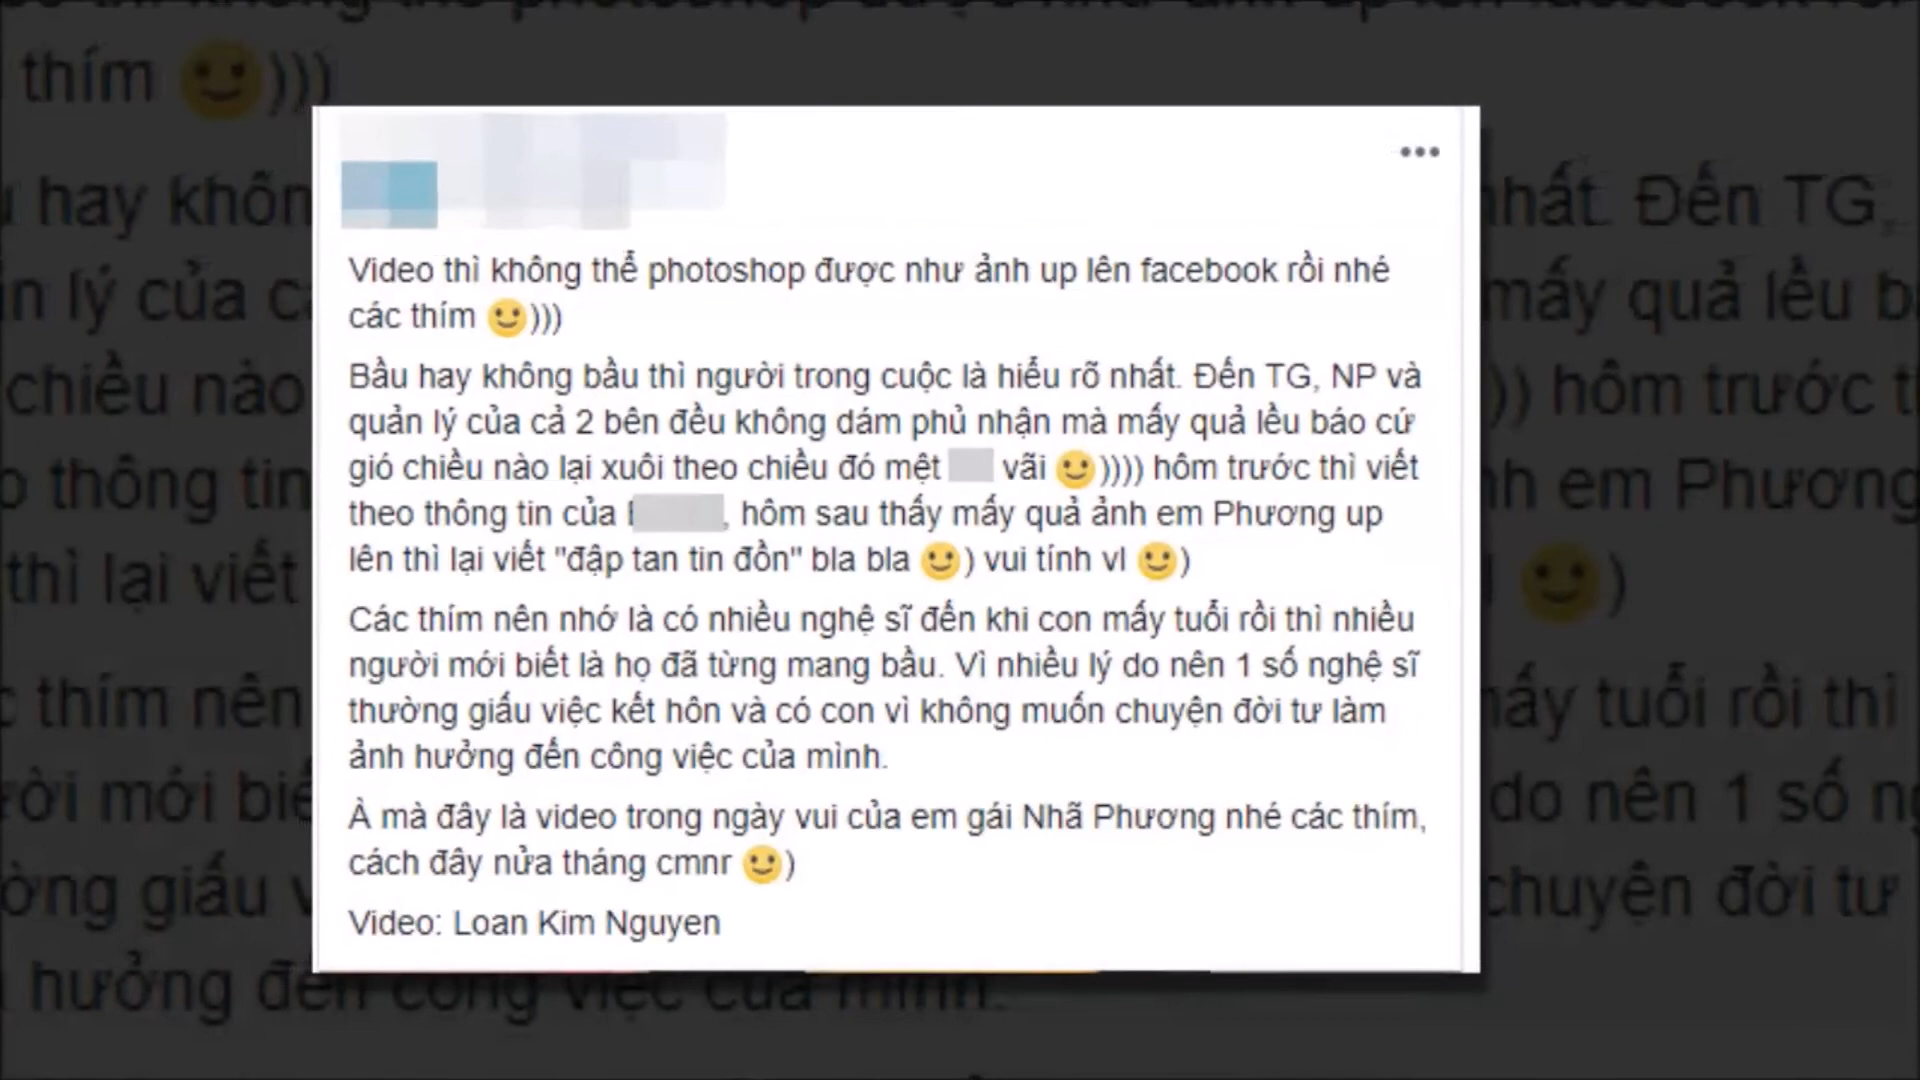 Video thì không thể photoshop được như ảnh up lên facebook rồi nhé
các thím 🙂)))
Bầu hay không bầu thì người trong cuộc là hiểu rõ nhất. Đến TG, NP và
quản lý của cả 2 bên đều không dám phủ nhận mà mấy quả lều báo cứ
gió chiều nào lại xuôi theo chiều đó mệt vãi 🙂)))) hôm trước thì viết
theo thông tin của , hôm sau thấy mấy quả ảnh em Phương up
lên thì lại viết "đập tan tin đồn" bla bla 🙂) vui tính vl 🙂)
Các thím nên nhớ là có nhiều nghệ sĩ đến khi con mấy tuổi rồi thì nhiều
người mới biết là họ đã từng mang bầu. Vì nhiều lý do nên 1 số nghệ sĩ
thường giấu việc kết hôn và có con vì không muốn chuyện đời tư làm
ảnh hưởng đến công việc của mình.
À mà đây là video trong ngày vui của em gái Nhã Phương nhé các thím,
cách đây nửa tháng cmnr 🙂)
Video: Loan Kim Nguyen